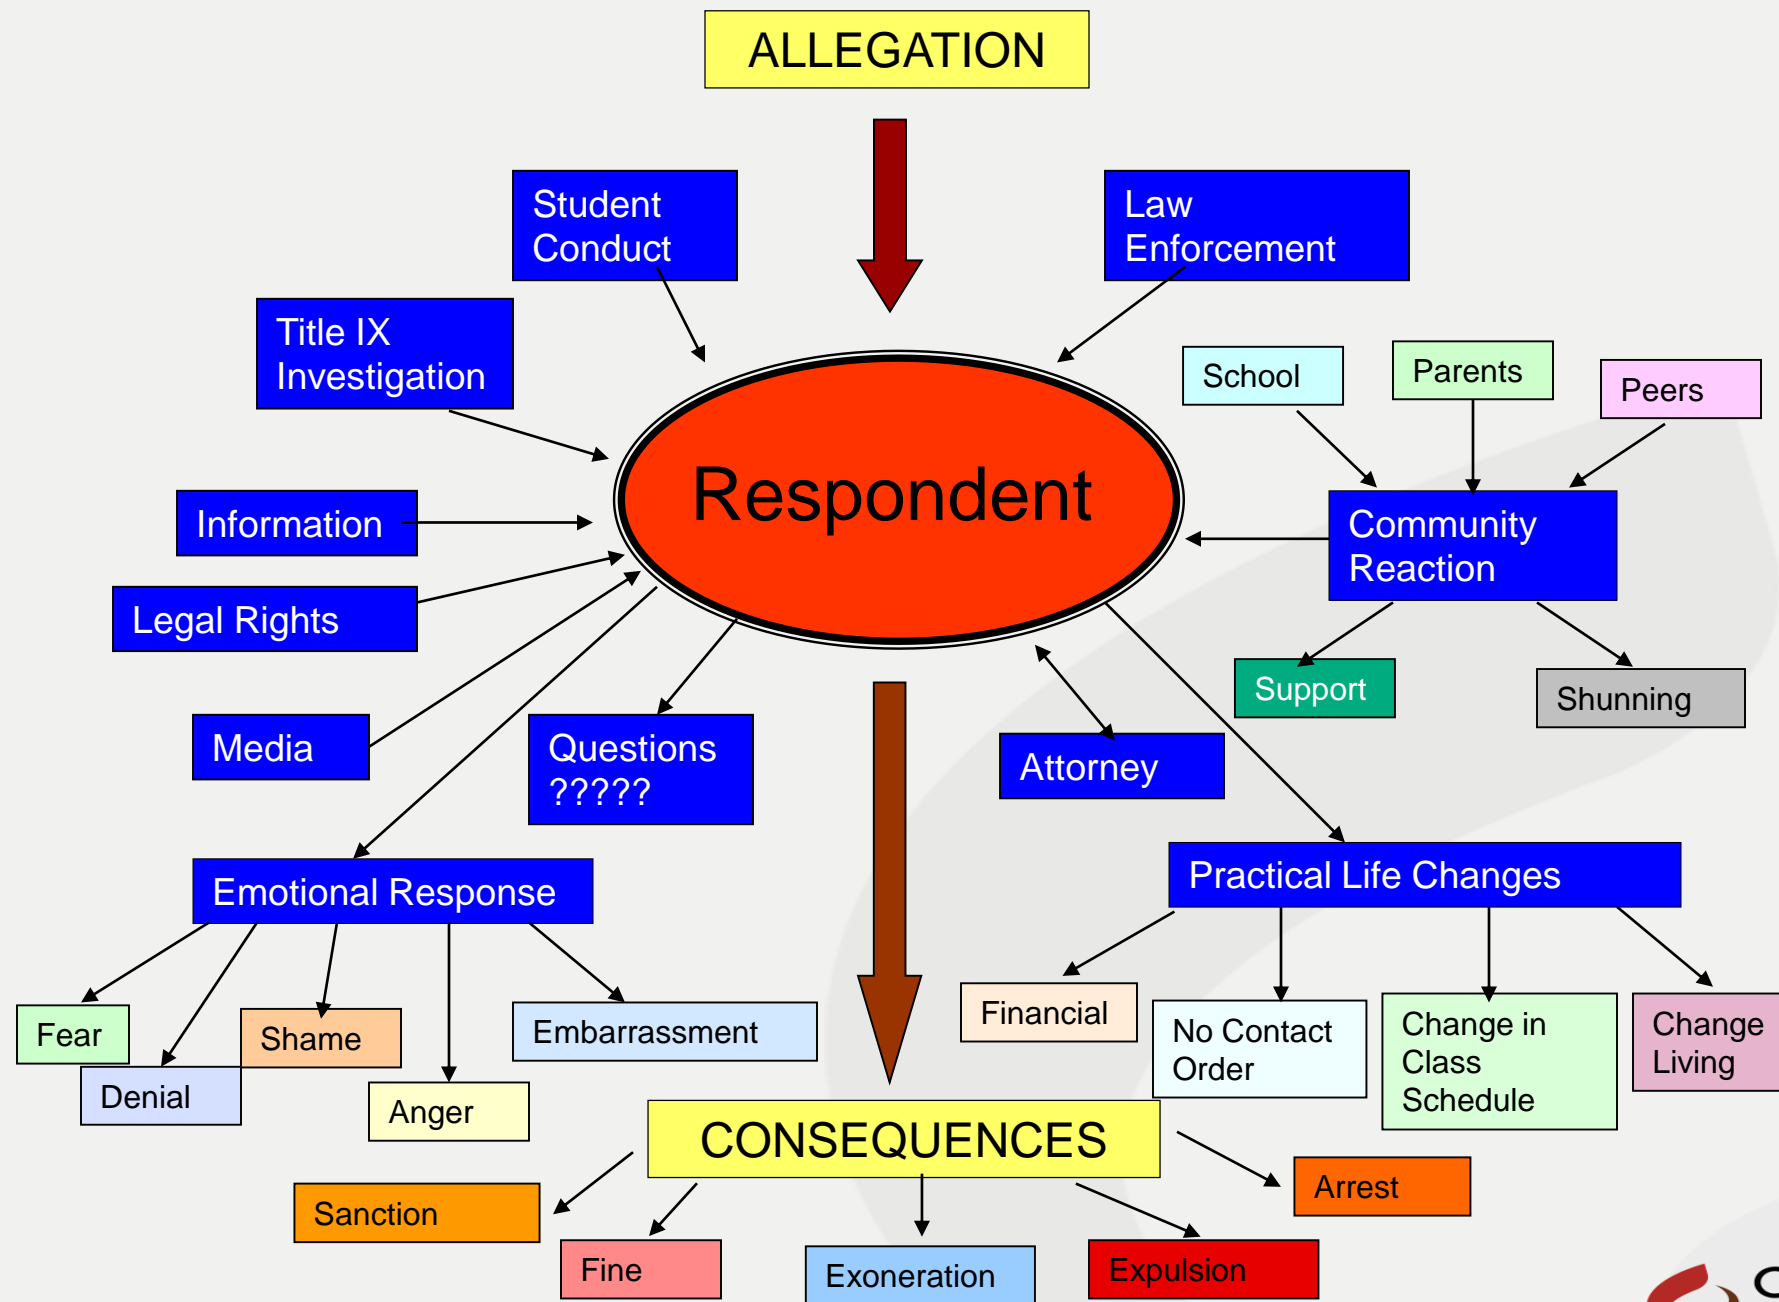 ALLEGATION
Student
Conduct
Law
Enforcement
Title IX
Investigation
School
Parents
Peers
Respondent
Information
Community
Reaction
Legal Rights
Support
Shunning
Media
Questions
?????
Attorney
Emotional Response
Practical Life Changes
Fear
Shame
Embarrassment
Denial
Anger
Financial
No Contact
Order
Change in
Class
Schedule
Change
Living
CONSEQUENCES
Sanction
Fine
Exoneration
Expulsion
Arrest